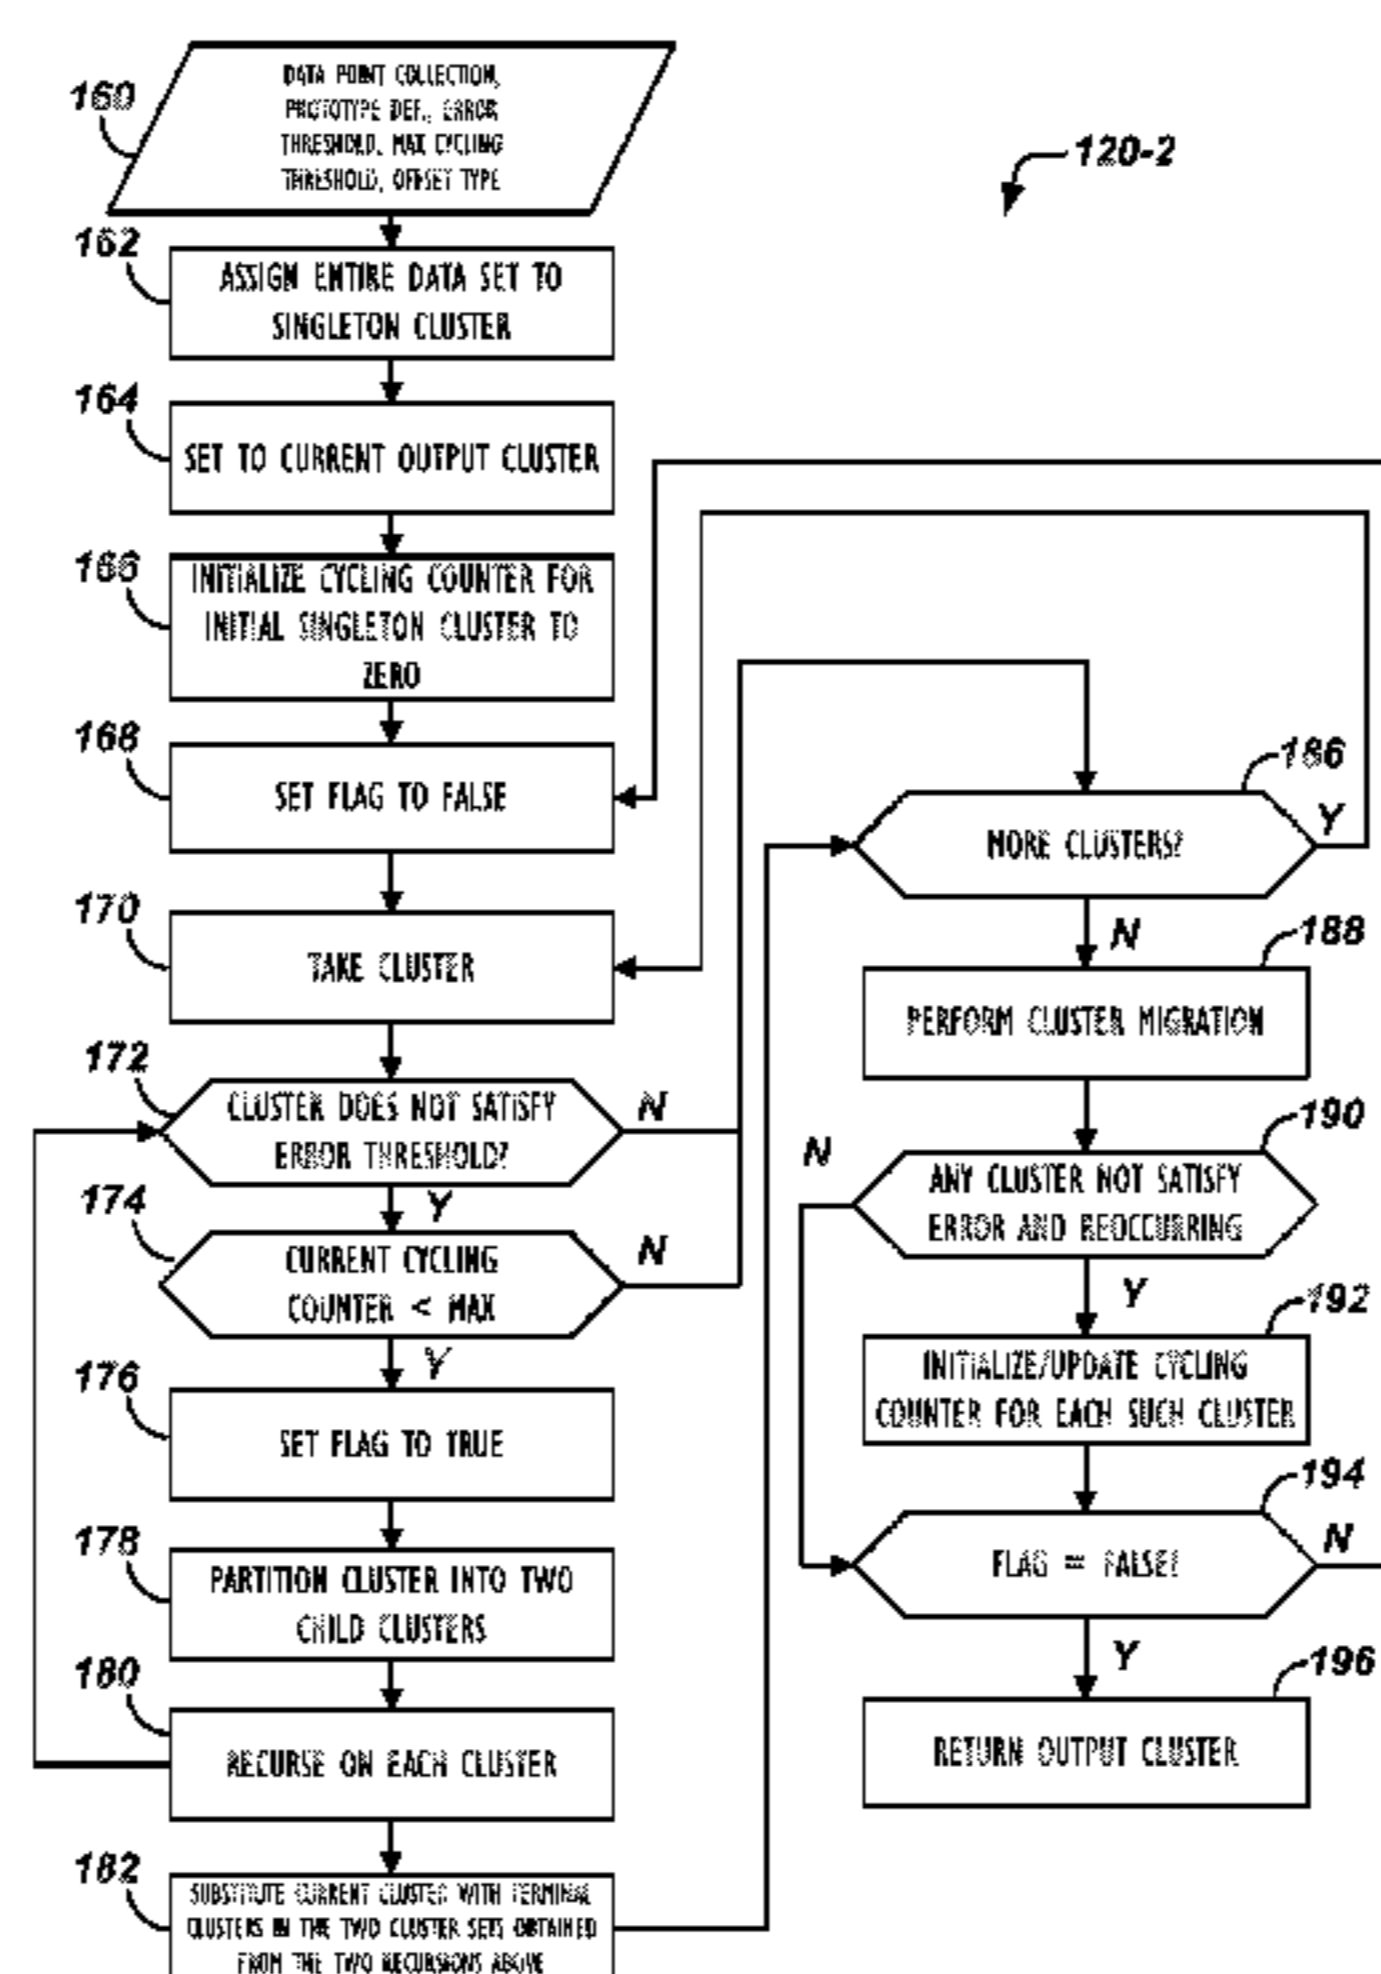 160
DATA POINT COLLECTION,
PROTOTYPE DEF., ERROR
THRESHOLD, MAX CYCLING
THRESHOLD, OFFSET TYPE
120-2
162
ASSIGN ENTIRE DATA SET TO
SINGLETON CLUSTER
164
SET TO CURRENT OUTPUT CLUSTER
166
INITIALIZE CYCLING COUNTER FOR
INITIAL SINGLETON CLUSTER TO
ZERO
168
SET FLAG TO FALSE
170
TAKE CLUSTER
172
CLUSTER DOES NOT SATISFY
ERROR THRESHOLD?
N
Y
174
CURRENT CYCLING
COUNTER < MAX
N
Y
176
SET FLAG TO TRUE
178
PARTITION CLUSTER INTO TWO
CHILD CLUSTERS
180
RECURSE ON EACH CLUSTER
182
SUBSTITUTE CURRENT CLUSTER WITH TERMINAL
CLUSTERS IN THE TWO CLUSTER SETS OBTAINED
FROM THE TWO RECURSIONS ABOVE
186
MORE CLUSTERS?
Y
N
188
PERFORM CLUSTER MIGRATION
190
N
ANY CLUSTER NOT SATISFY
ERROR AND REOCCURRING
Y
192
INITIALIZE/UPDATE CYCLING
COUNTER FOR EACH SUCH CLUSTER
194
FLAG = FALSE?
N
Y
196
RETURN OUTPUT CLUSTER